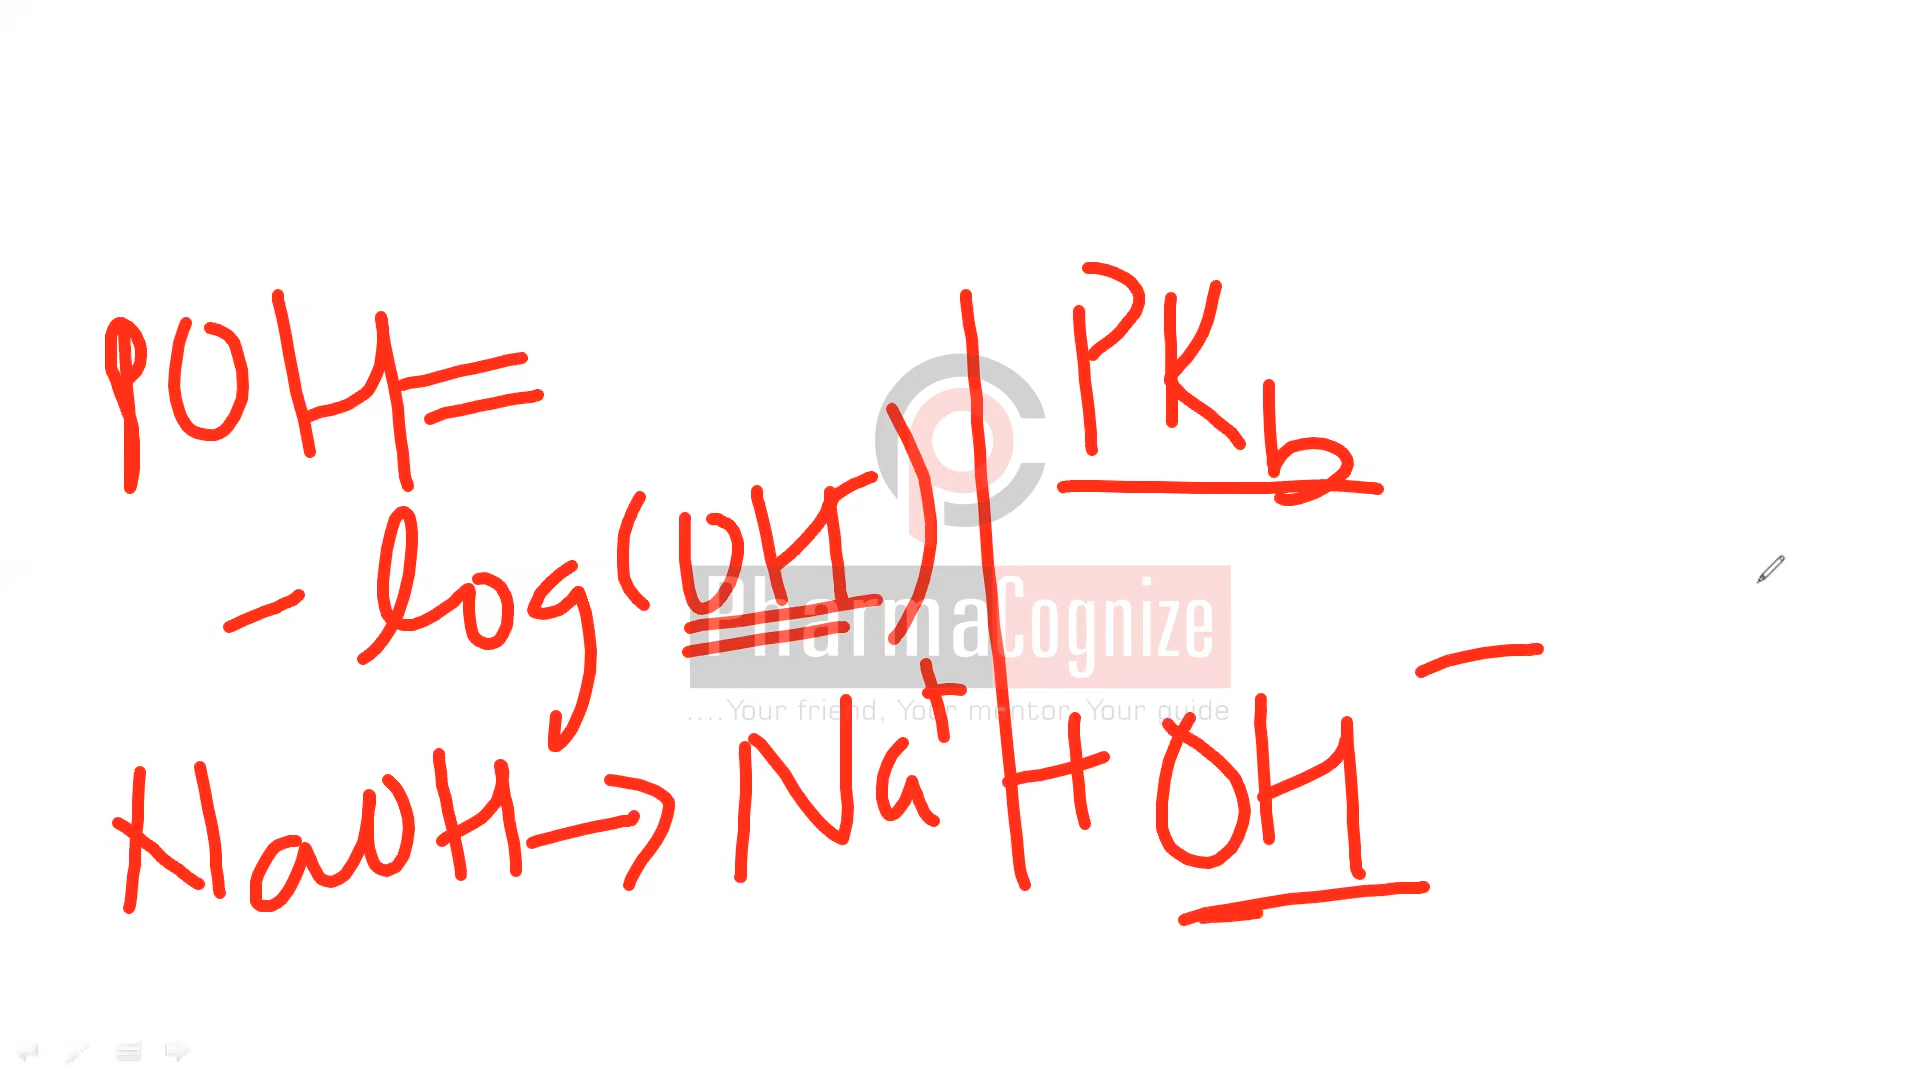 pOH =
PKb
- log (OH⁻)
PharmaCognize
....Your friend, Your mentor, Your guide
NaOH → Na⁺ + OH⁻